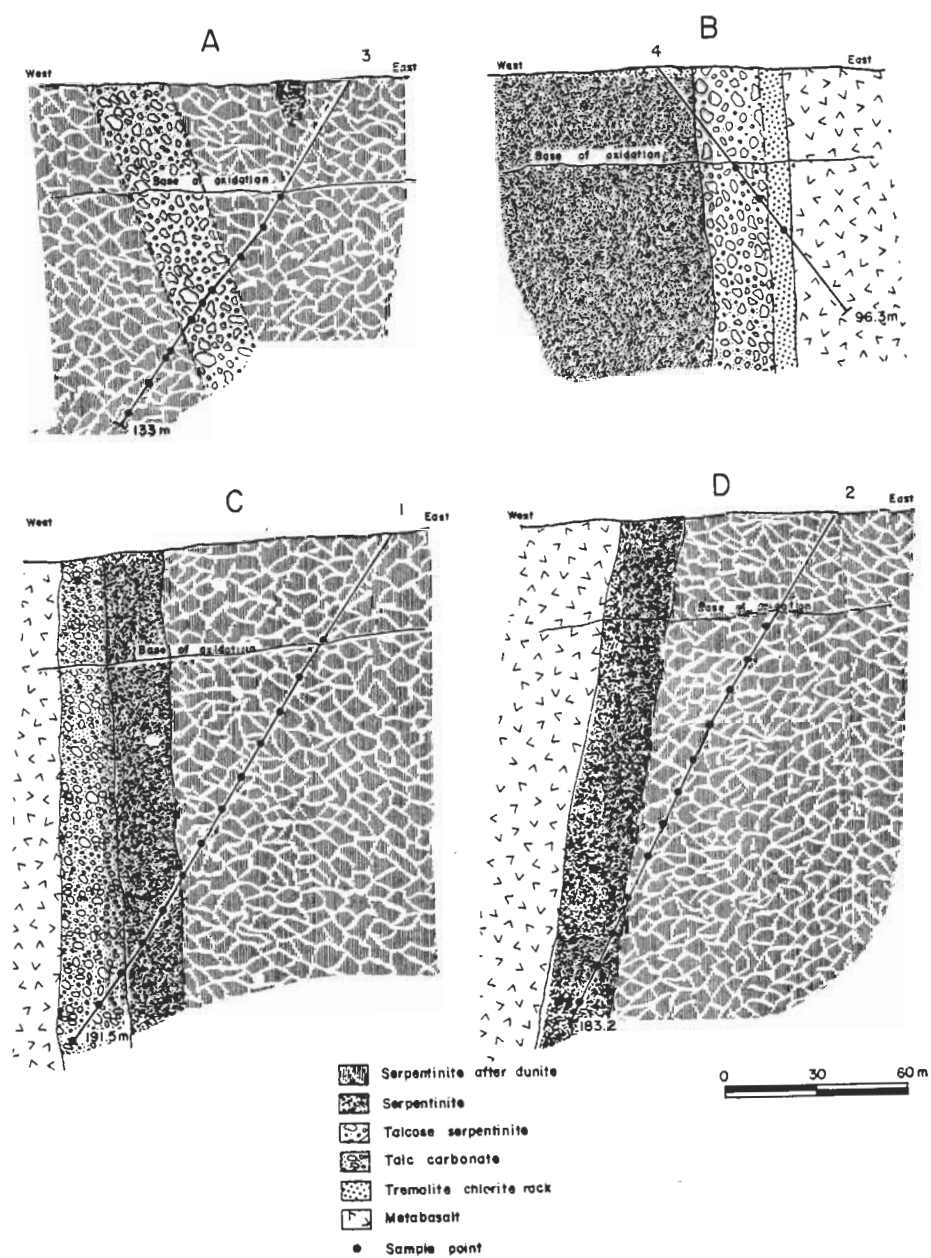 A
West
3
East
Base of oxidation
133 m
B
West
4
East
Base of oxidation
96.3m
C
West
1
East
Base of oxidation
191.5m
D
West
2
East
Base of oxidation
183.2
Serpentinite after dunite
Serpentinite
Talcose serpentinite
Talc carbonate
Tremolite chlorite rock
Metabasalt
Sample point
0 30 60 m